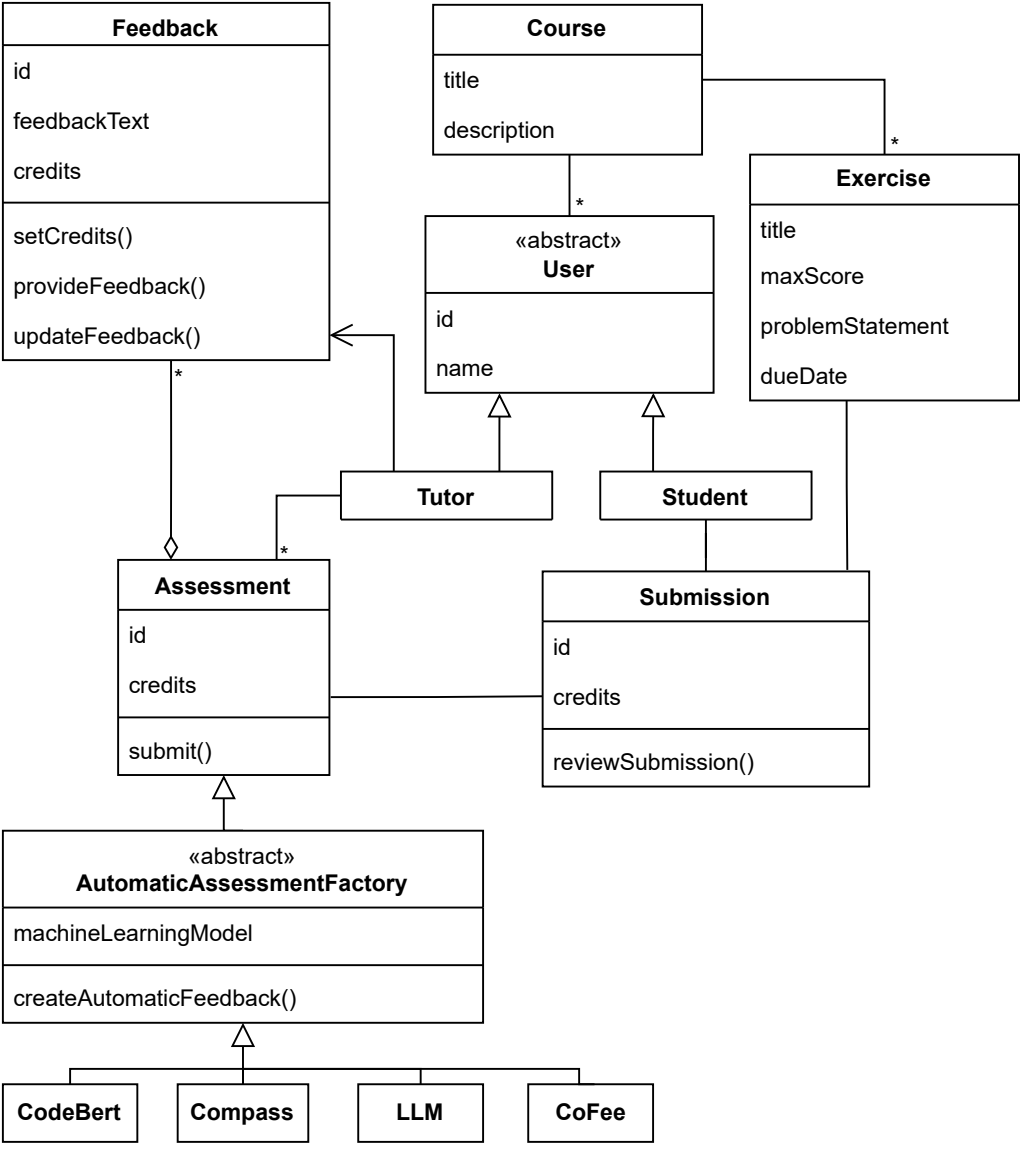 Feedback
id
feedbackText
credits
setCredits()
provideFeedback()
updateFeedback()
*
Course
title
description
*
*
Exercise
title
maxScore
problemStatement
dueDate
«abstract»
User
id
name
Tutor
Student
*
Assessment
id
credits
submit()
Submission
id
credits
reviewSubmission()
«abstract»
AutomaticAssessmentFactory
machineLearningModel
createAutomaticFeedback()
CodeBert
Compass
LLM
CoFee